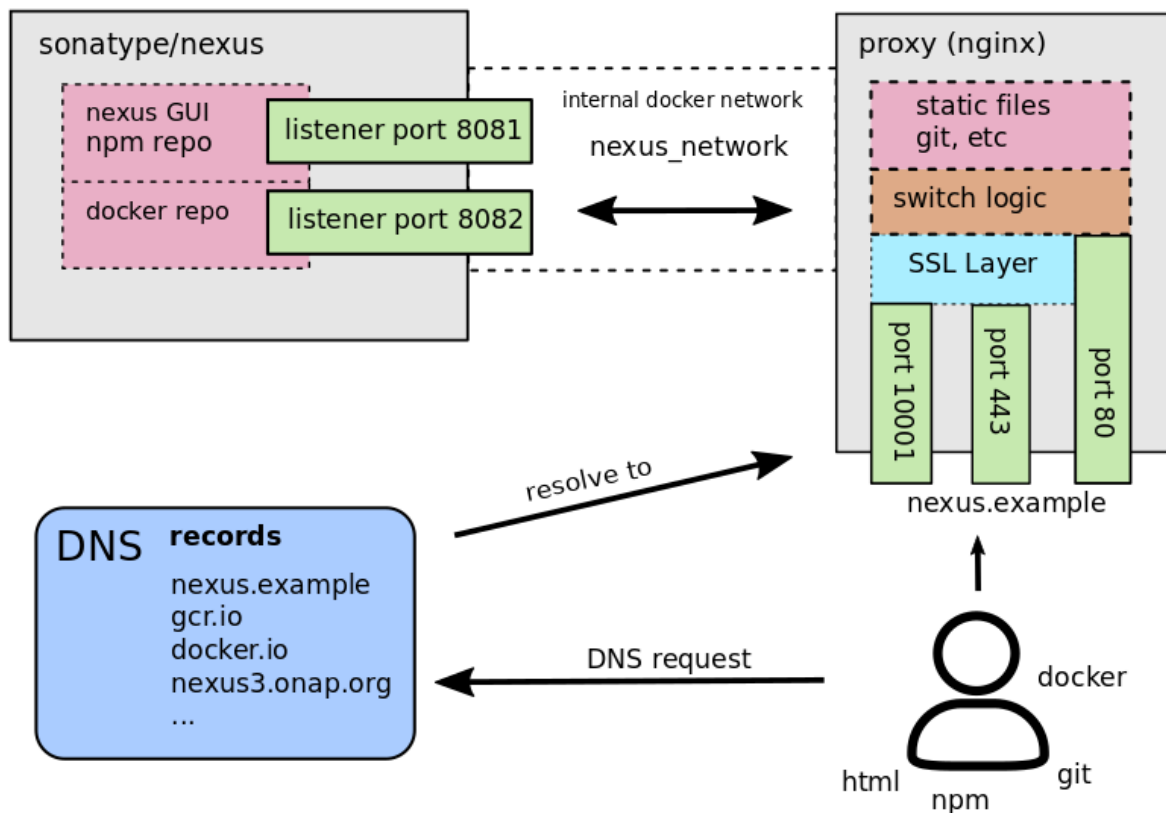 sonatype/nexus
nexus GUI
npm repo
listener port 8081
docker repo
listener port 8082
internal docker network
nexus_network
proxy (nginx)
static files
git, etc
switch logic
SSL Layer
port 10001
port 443
port 80
nexus.example
resolve to
DNS
records
nexus.example
gcr.io
docker.io
nexus3.onap.org
...
DNS request
docker
html
npm
git